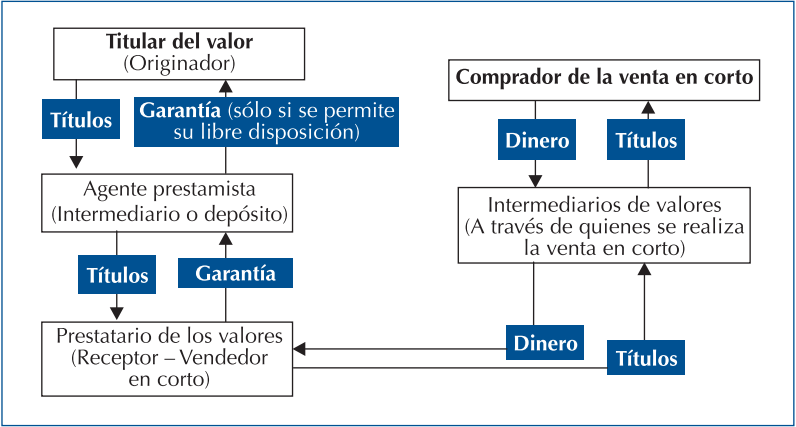 Titular del valor
(Originador)
Títulos
Garantía (sólo si se permite
su libre disposición)
Agente prestamista
(Intermediario o depósito)
Títulos
Garantía
Prestatario de los valores
(Receptor – Vendedor
en corto)
Comprador de la venta en corto
Dinero
Títulos
Intermediarios de valores
(A través de quienes se realiza
la venta en corto)
Dinero
Títulos